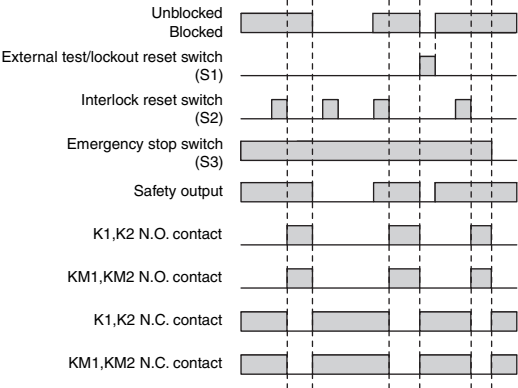 Unblocked
Blocked
External test/lockout reset switch
(S1)
Interlock reset switch
(S2)
Emergency stop switch
(S3)
Safety output
K1,K2 N.O. contact
KM1,KM2 N.O. contact
K1,K2 N.C. contact
KM1,KM2 N.C. contact